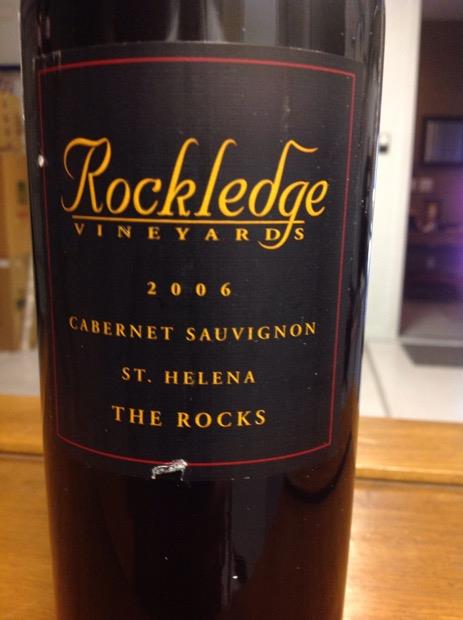 Rockledge
VINEYARDS
2006
CABERNET SAUVIGNON
ST. HELENA
THE ROCKS